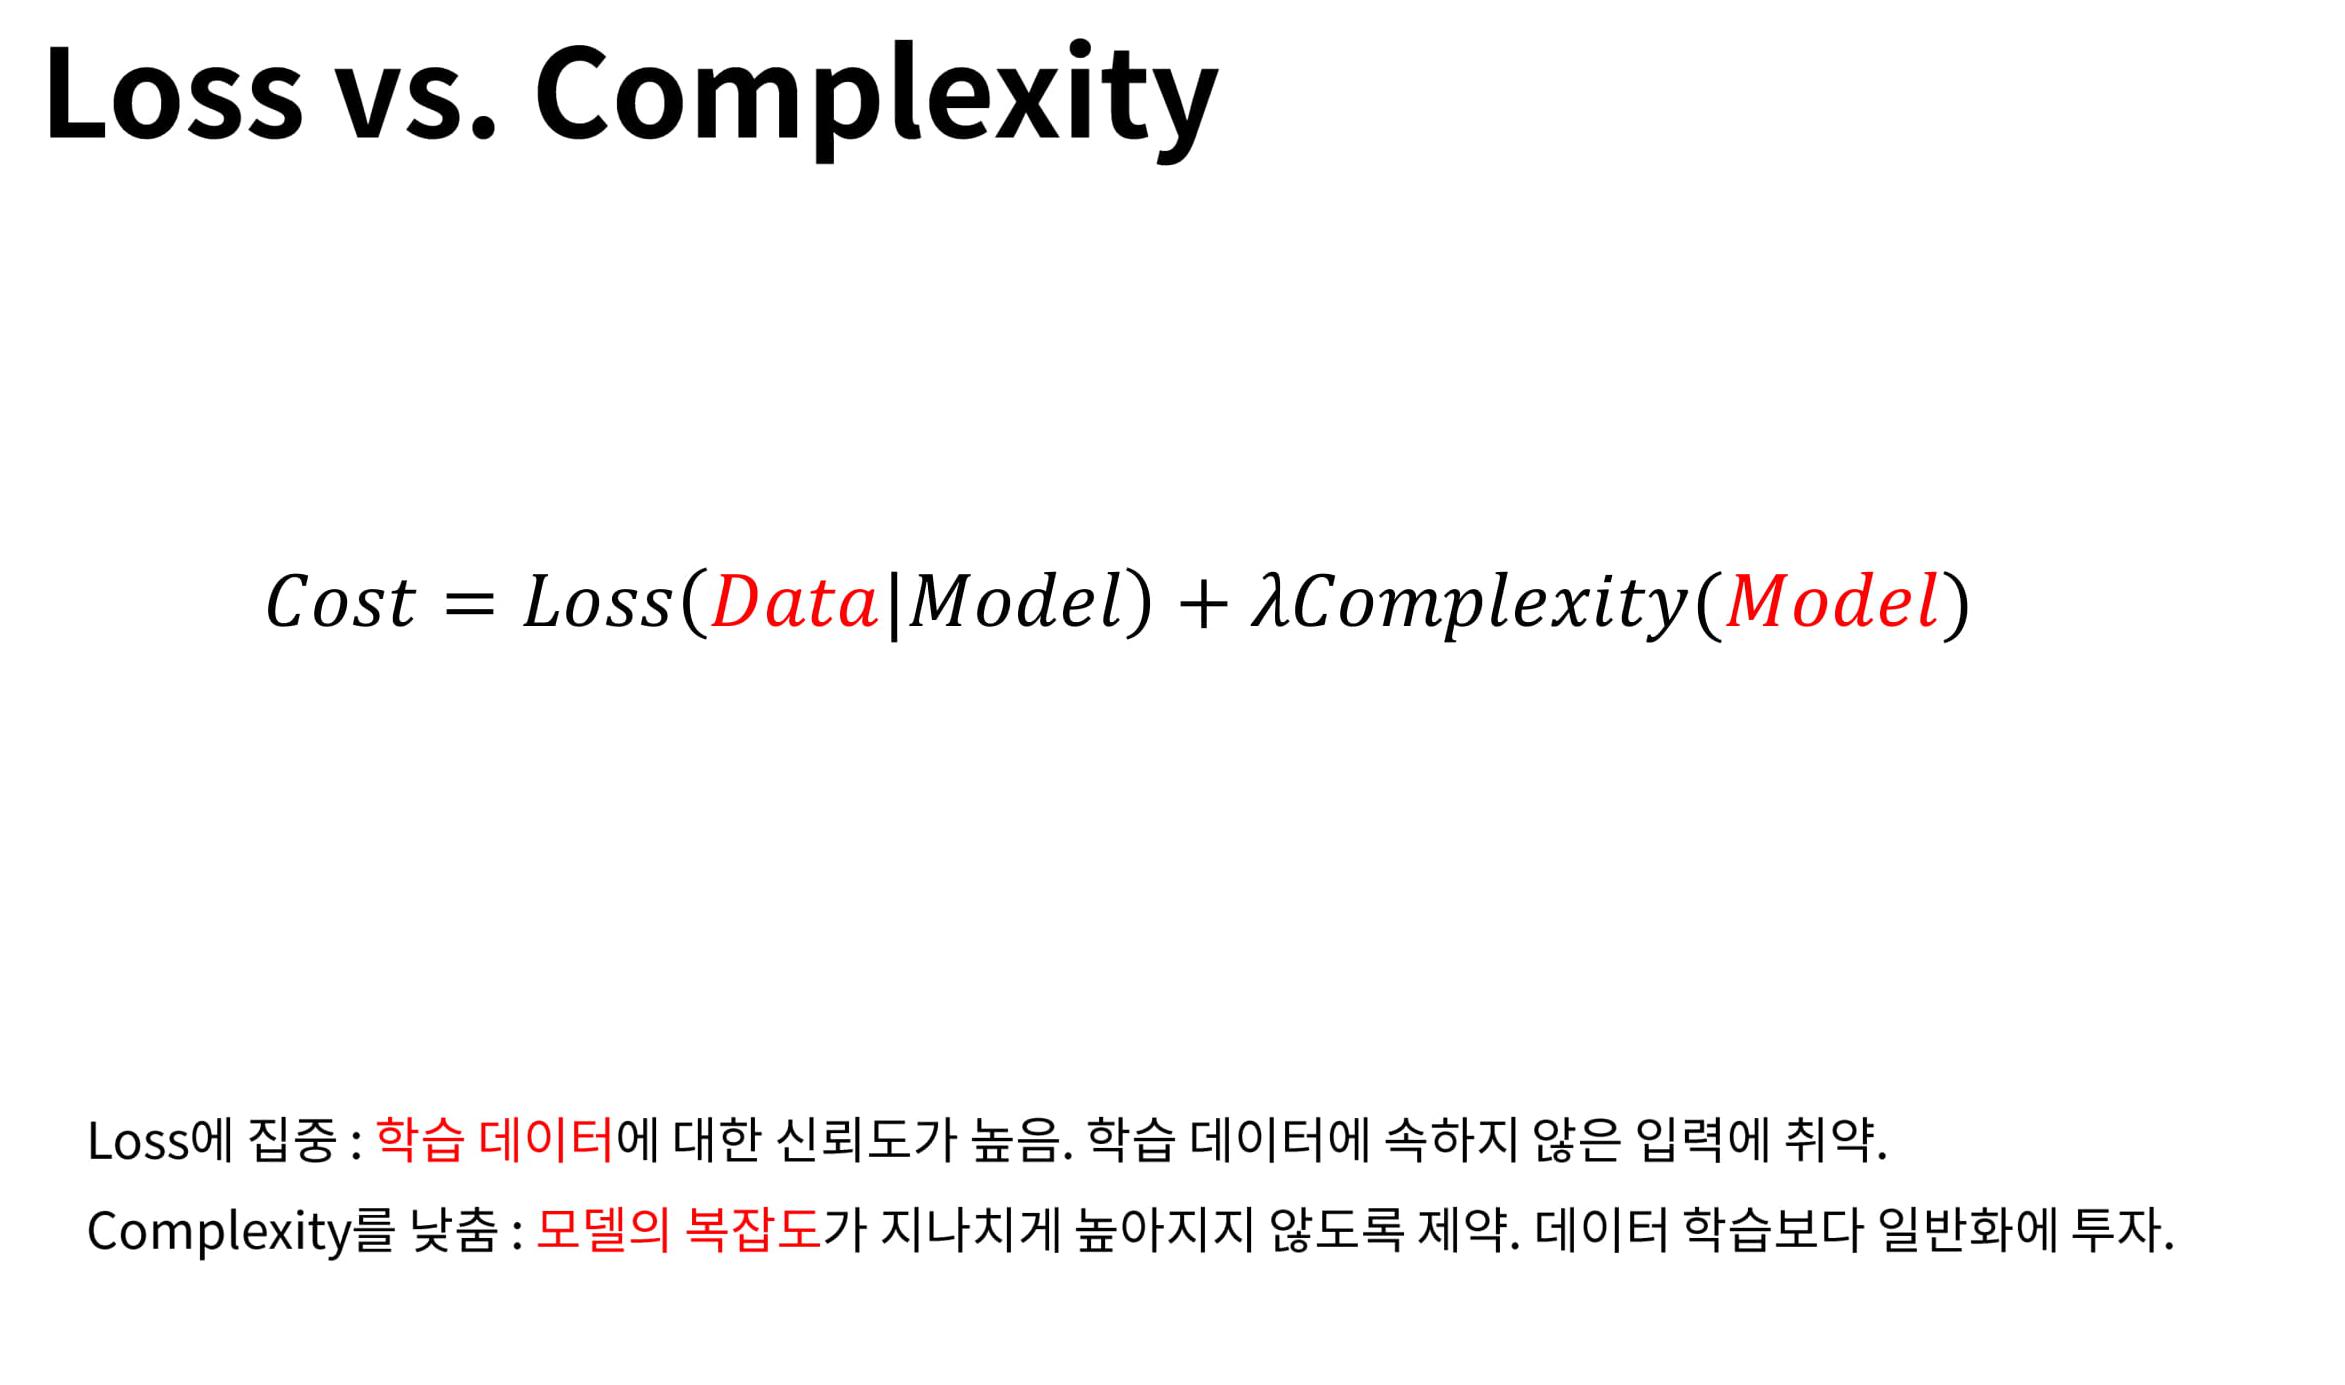 Loss vs. Complexity
Cost = Loss(Data|Model) + λComplexity(Model)
Loss에 집중 : 학습 데이터에 대한 신뢰도가 높음. 학습 데이터에 속하지 않은 입력에 취약.
Complexity를 낮춤 : 모델의 복잡도가 지나치게 높아지지 않도록 제약. 데이터 학습보다 일반화에 투자.